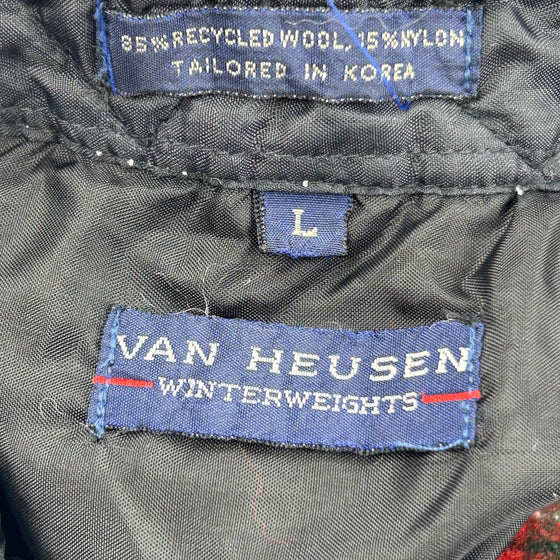 85% RECYCLED WOOL, 15% NYLON
TAILORED IN KOREA
L
VAN HEUSEN
WINTERWEIGHTS